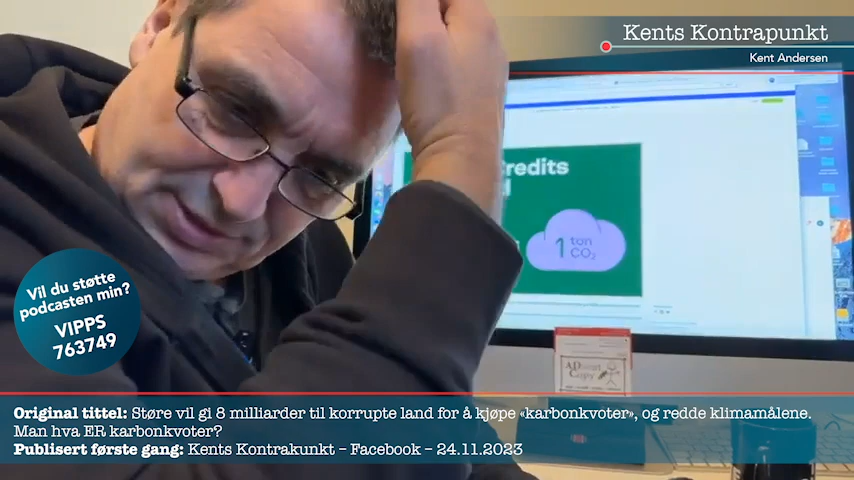 Kents Kontrapunkt
Kent Andersen
redits
1 ton
CO2
Vil du støtte
podcasten min?
VIPPS
763749
Copy
Original tittel: Støre vil gi 8 milliarder til korrupte land for å kjøpe «karbonkvoter», og redde klimamålene.
Man hva ER karbonkvoter?
Publisert første gang: Kents Kontrakunkt – Facebook – 24.11.2023